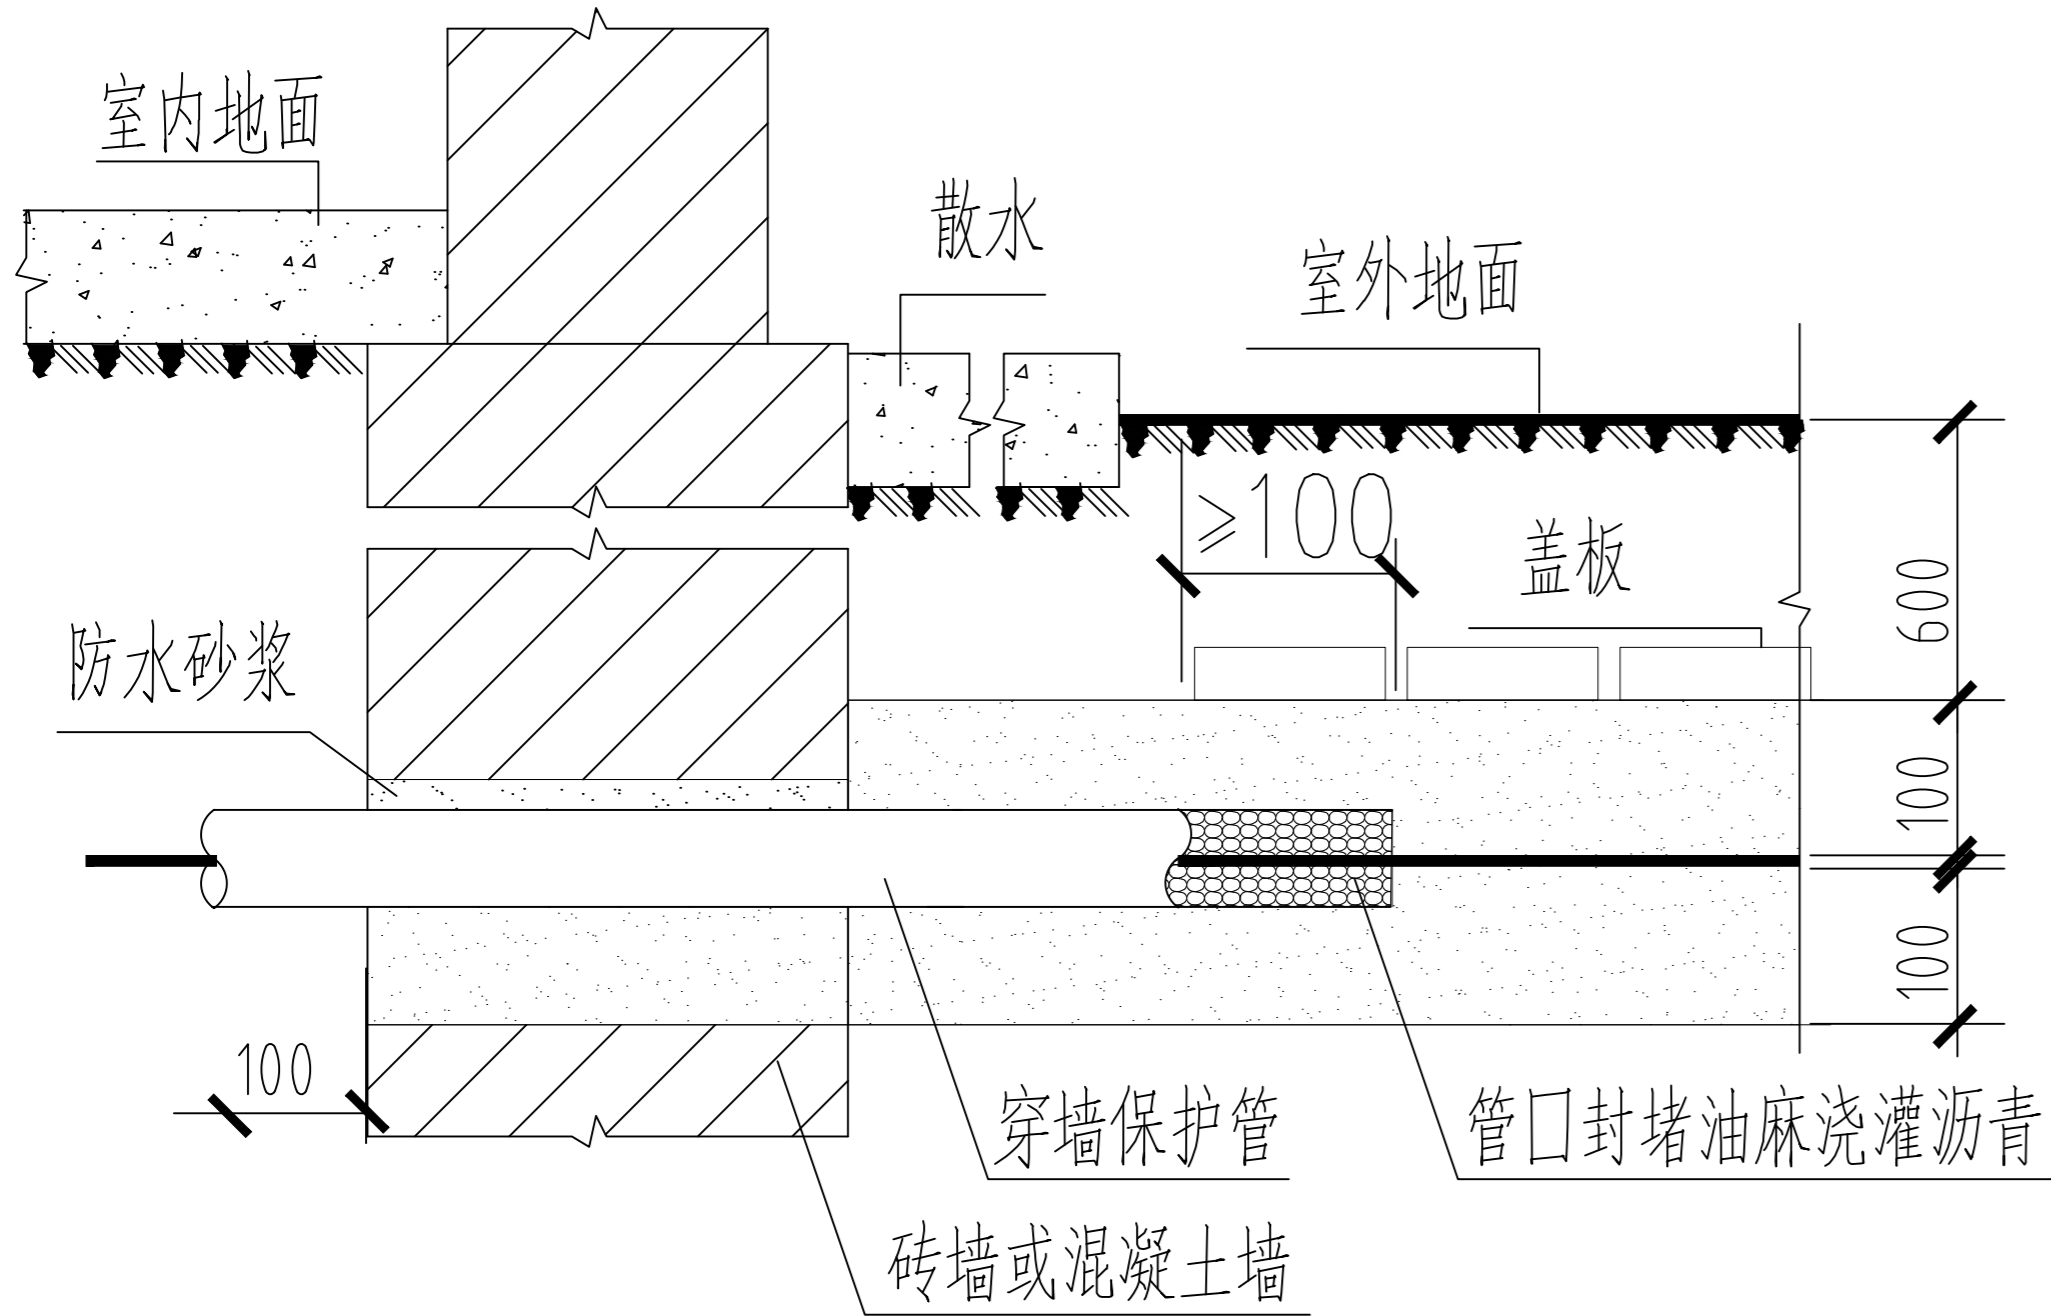 室内地面
散水
室外地面
≥100
盖板
600
防水砂浆
100
100
100
穿墙保护管
管口封堵油麻浇灌沥青
砖墙或混凝土墙